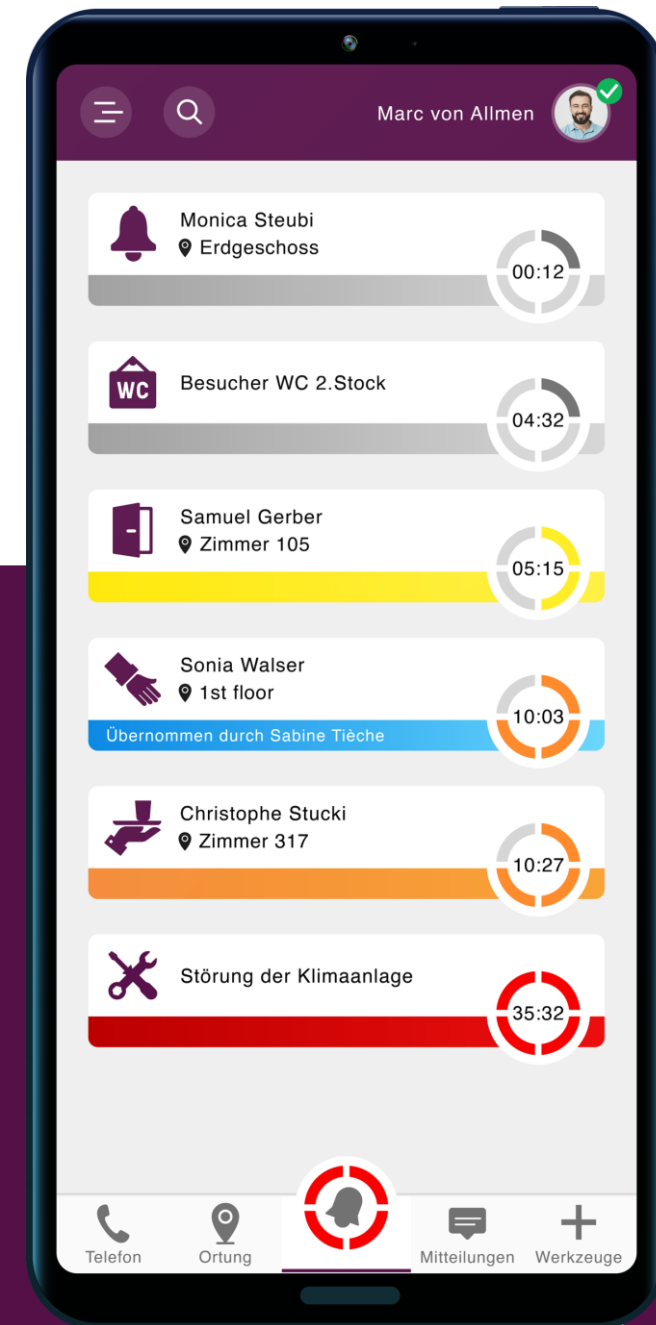 Marc von Allmen
Monica Steubi
Erdgeschoss
00:12
WC
Besucher WC 2.Stock
04:32
Samuel Gerber
Zimmer 105
05:15
Sonia Walser
1st floor
10:03
Übernommen durch Sabine Tièche
Christophe Stucki
Zimmer 317
10:27
Störung der Klimaanlage
35:32
Telefon
Ortung
Mitteilungen
Werkzeuge